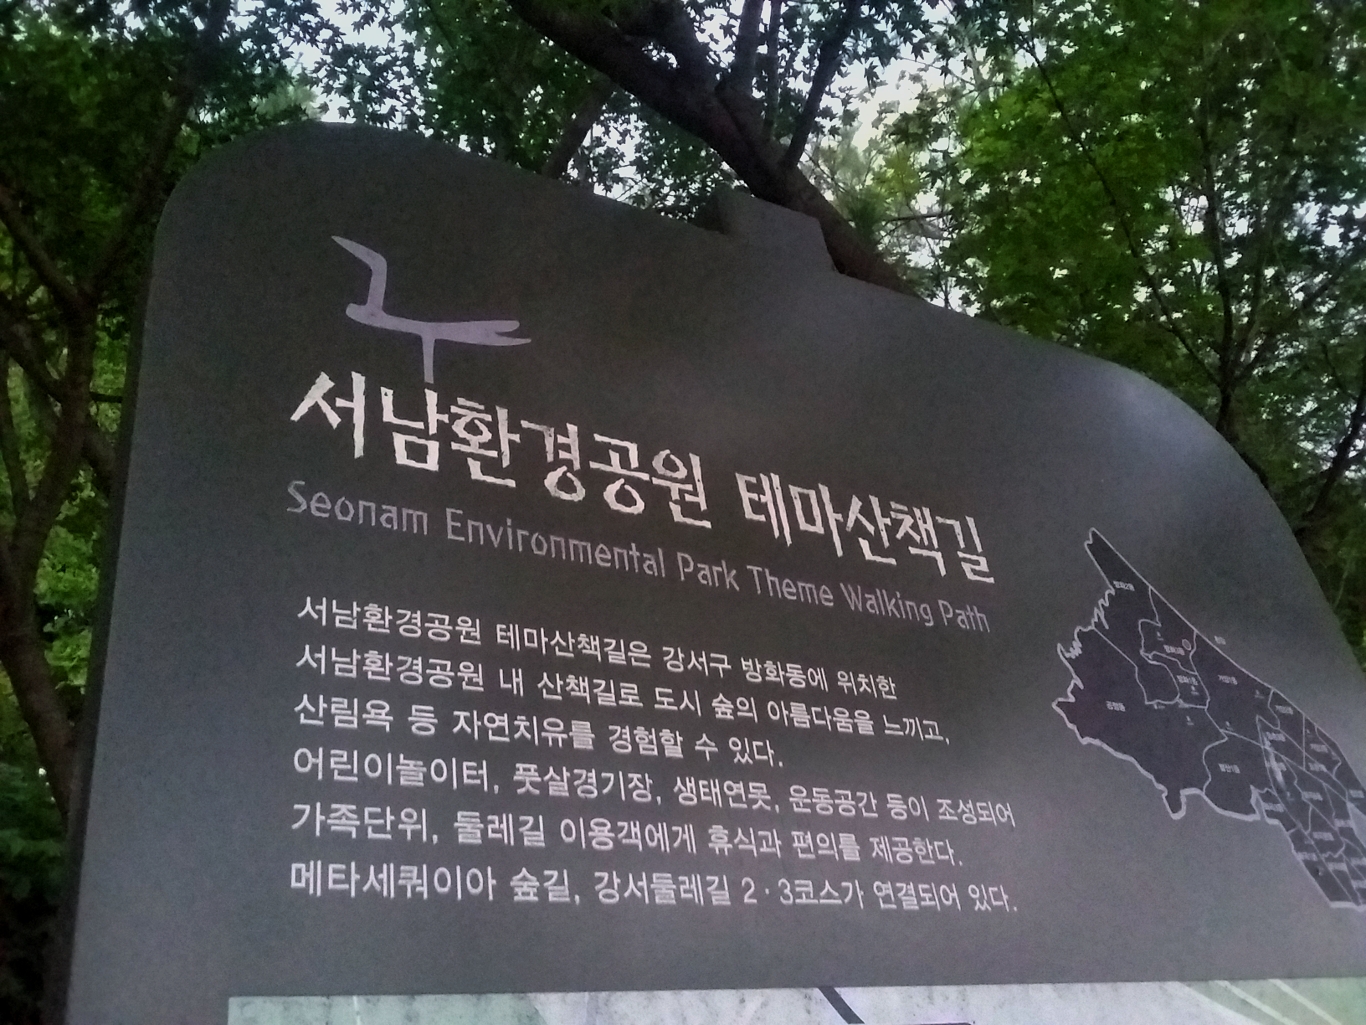 서남환경공원 테마산책길
Seonam Environmental Park Theme Walking Path
서남환경공원 테마산책길은 강서구 방화동에 위치한
서남환경공원 내 산책길로 도시 숲의 아름다움을 느끼고,
산림욕 등 자연치유를 경험할 수 있다.
어린이놀이터, 풋살경기장, 생태연못, 운동공간 등이 조성되어
가족단위, 둘레길 이용객에게 휴식과 편의를 제공한다.
메타세쿼이아 숲길, 강서둘레길 2·3코스가 연결되어 있다.